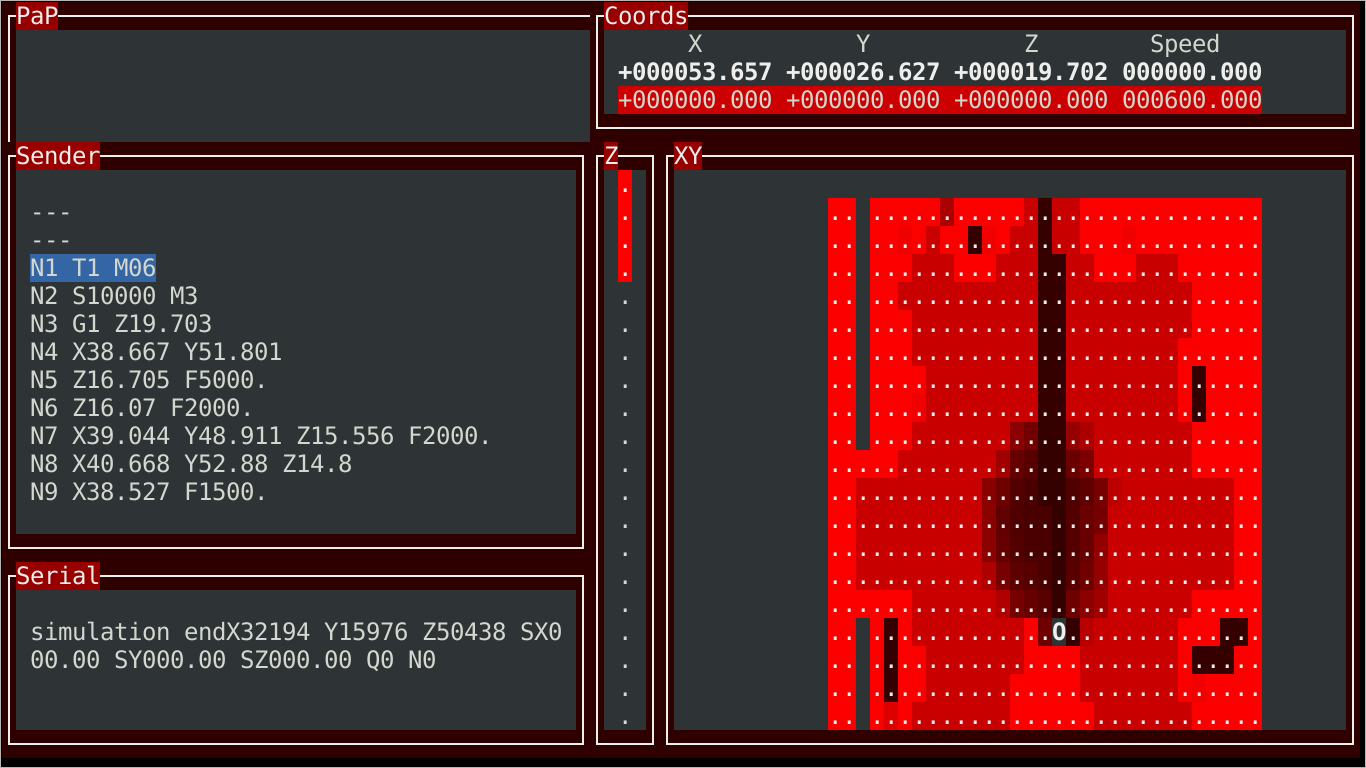 PaP
Coords
X Y Z Speed
+000053.657 +000026.627 +000019.702 000000.000
+000000.000 +000000.000 +000000.000 000600.000
Sender
---
---
N1 T1 M06
N2 S10000 M3
N3 G1 Z19.703
N4 X38.667 Y51.801
N5 Z16.705 F5000.
N6 Z16.07 F2000.
N7 X39.044 Y48.911 Z15.556 F2000.
N8 X40.668 Y52.88 Z14.8
N9 X38.527 F1500.
Serial
simulation endX32194 Y15976 Z50438 SX0
00.00 SY000.00 SZ000.00 Q0 N0
Z
XY
O